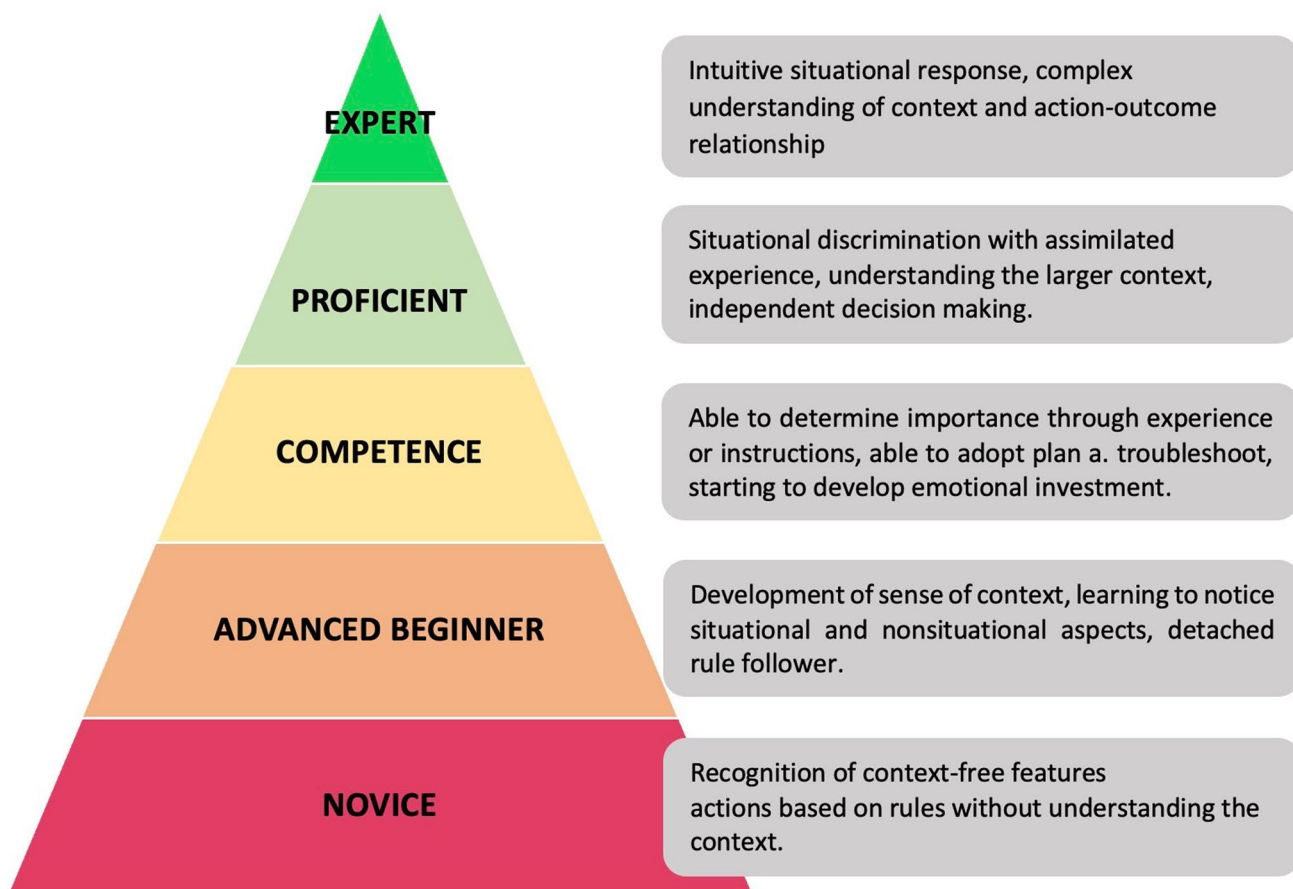 EXPERT
Intuitive situational response, complex
understanding of context and action-outcome
relationship
PROFICIENT
Situational discrimination with assimilated
experience, understanding the larger context,
independent decision making.
COMPETENCE
Able to determine importance through experience
or instructions, able to adopt plan a. troubleshoot,
starting to develop emotional investment.
ADVANCED BEGINNER
Development of sense of context, learning to notice
situational and nonsituational aspects, detached
rule follower.
NOVICE
Recognition of context-free features
actions based on rules without understanding the
context.